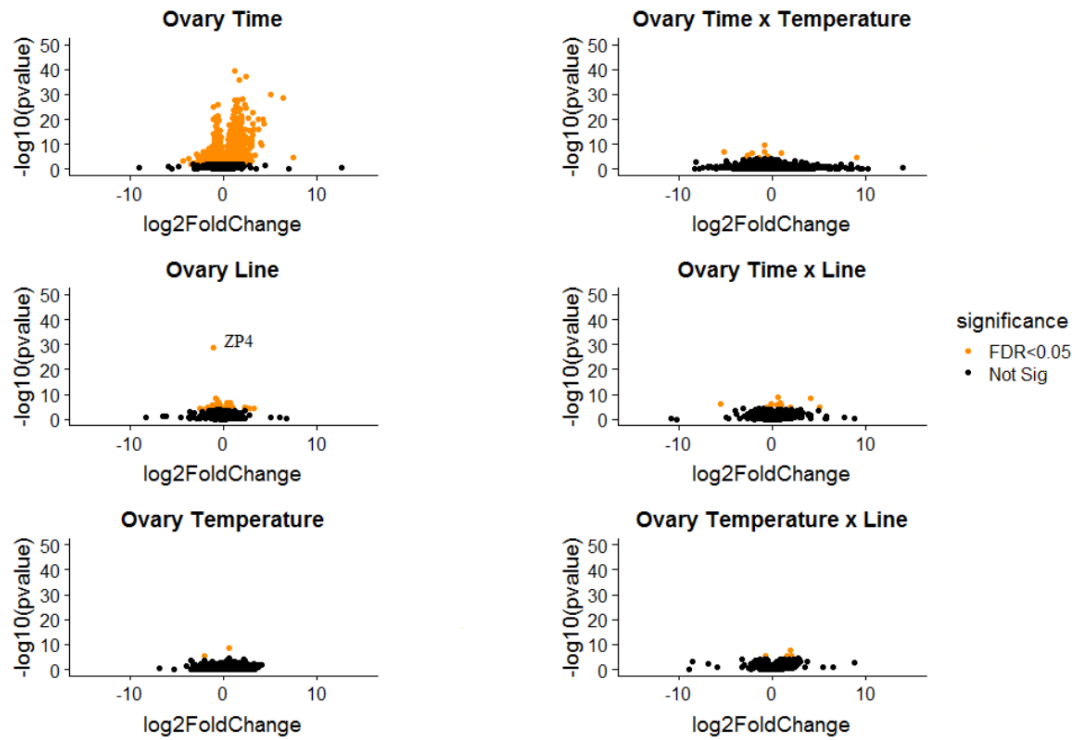 Ovary Time
50
40
30
20
10
0
-log10(pvalue)
-10 0 10
log2FoldChange
Ovary Time x Temperature
50
40
30
20
10
0
-log10(pvalue)
-10 0 10
log2FoldChange
Ovary Line
50
40
30
20
10
0
-log10(pvalue)
ZP4
-10 0 10
log2FoldChange
Ovary Time x Line
50
40
30
20
10
0
-log10(pvalue)
-10 0 10
log2FoldChange
significance
FDR<0.05
Not Sig
Ovary Temperature
50
40
30
20
10
0
-log10(pvalue)
-10 0 10
log2FoldChange
Ovary Temperature x Line
50
40
30
20
10
0
-log10(pvalue)
-10 0 10
log2FoldChange